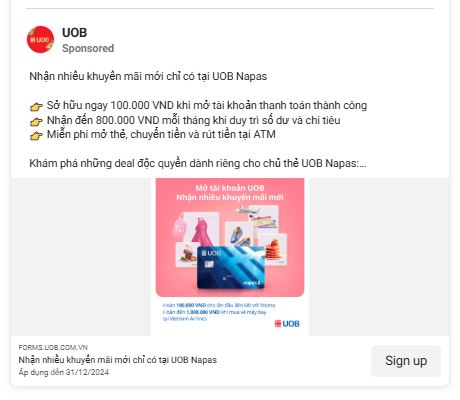 UOB
UOB
Sponsored
Nhận nhiều khuyến mãi mới chỉ có tại UOB Napas
👉 Sở hữu ngay 100.000 VND khi mở tài khoản thanh toán thành công
👉 Nhận đến 800.000 VND mỗi tháng khi duy trì số dư và chi tiêu
👉 Miễn phí mở thẻ, chuyển tiền và rút tiền tại ATM
Khám phá những deal độc quyền dành riêng cho chủ thẻ UOB Napas:...
Mở tài khoản UOB
Nhận nhiều khuyến mãi mới
UOB
napas
Hoàn 100.000 VND cho lần đầu liên kết với Momo
Hoàn đến 1.000.000 VND khi mua vé máy bay
tại Vietnam Airlines
UOB
FORMS.UOB.COM.VN
Nhận nhiều khuyến mãi mới chỉ có tại UOB Napas
Áp dụng đến 31/12/2024
Sign up